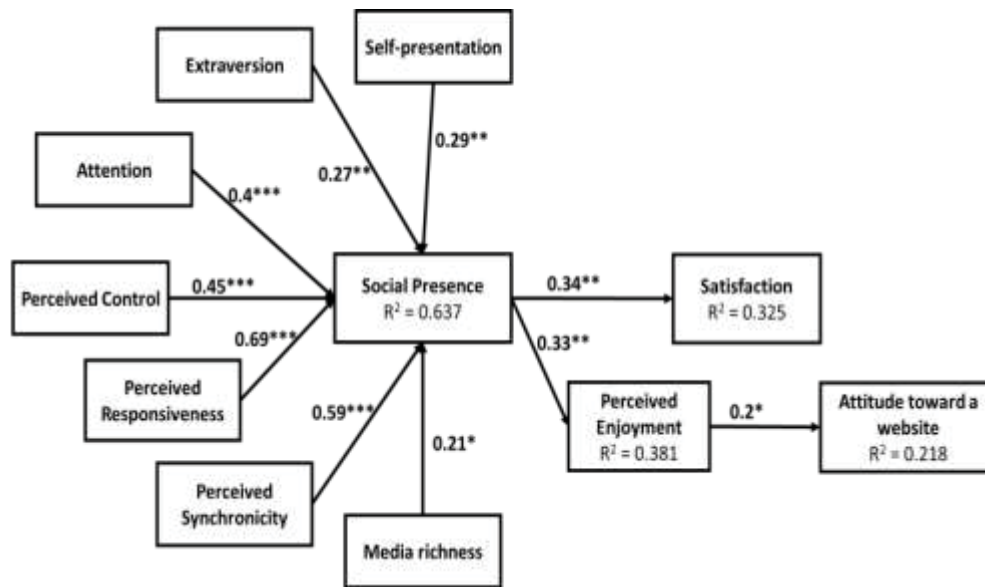 Self-presentation
Extraversion
0.29**
0.27**
Attention
0.4***
Perceived Control
0.45***
Social Presence
R² = 0.637
0.34**
Satisfaction
R² = 0.325
0.69***
0.33**
Perceived
Responsiveness
0.59***
0.21*
Perceived
Enjoyment
R² = 0.381
0.2*
Attitude toward a
website
R² = 0.218
Perceived
Synchronicity
Media richness